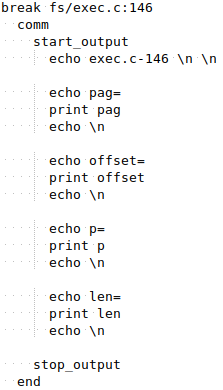 break fs/exec.c:146
comm
start_output
echo exec.c-146 \n \n
echo pag=
print pag
echo \n
echo offset=
print offset
echo \n
echo p=
print p
echo \n
echo len=
print len
echo \n
stop_output
end